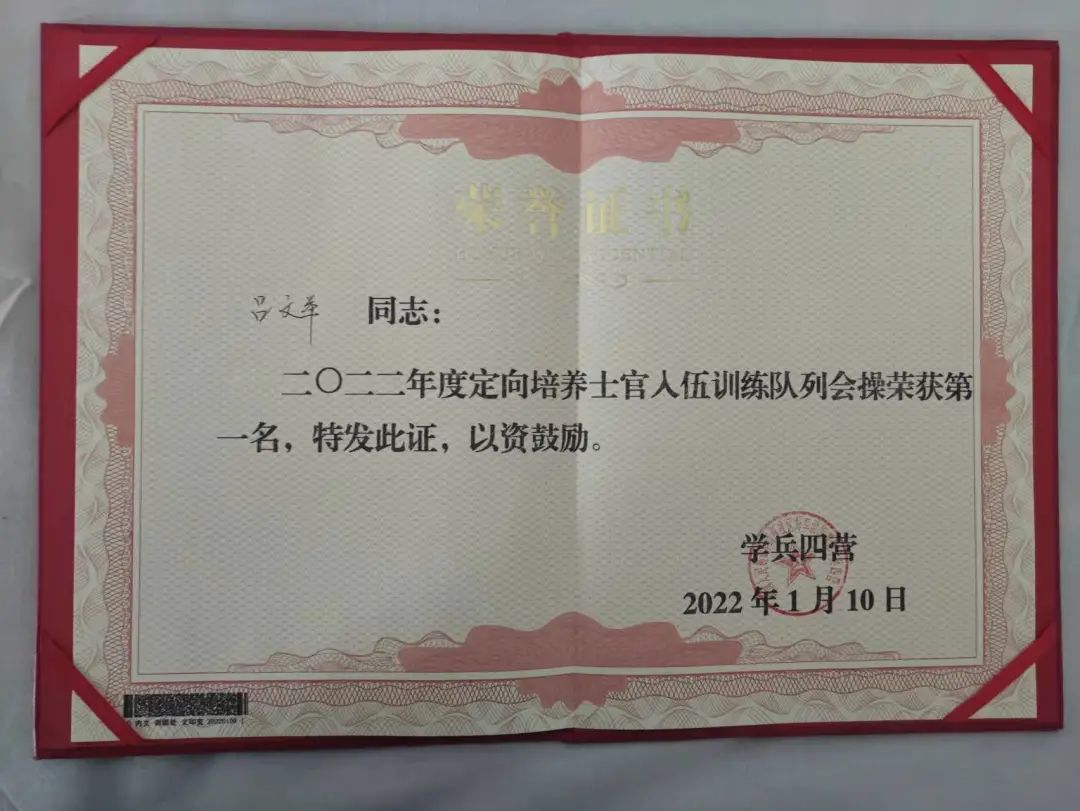 荣誉证书
吕文苹 同志：
二〇二二年度定向培养士官入伍训练队列会操荣获第
一名，特发此证，以资鼓励。
学兵四营
2022年1月10日